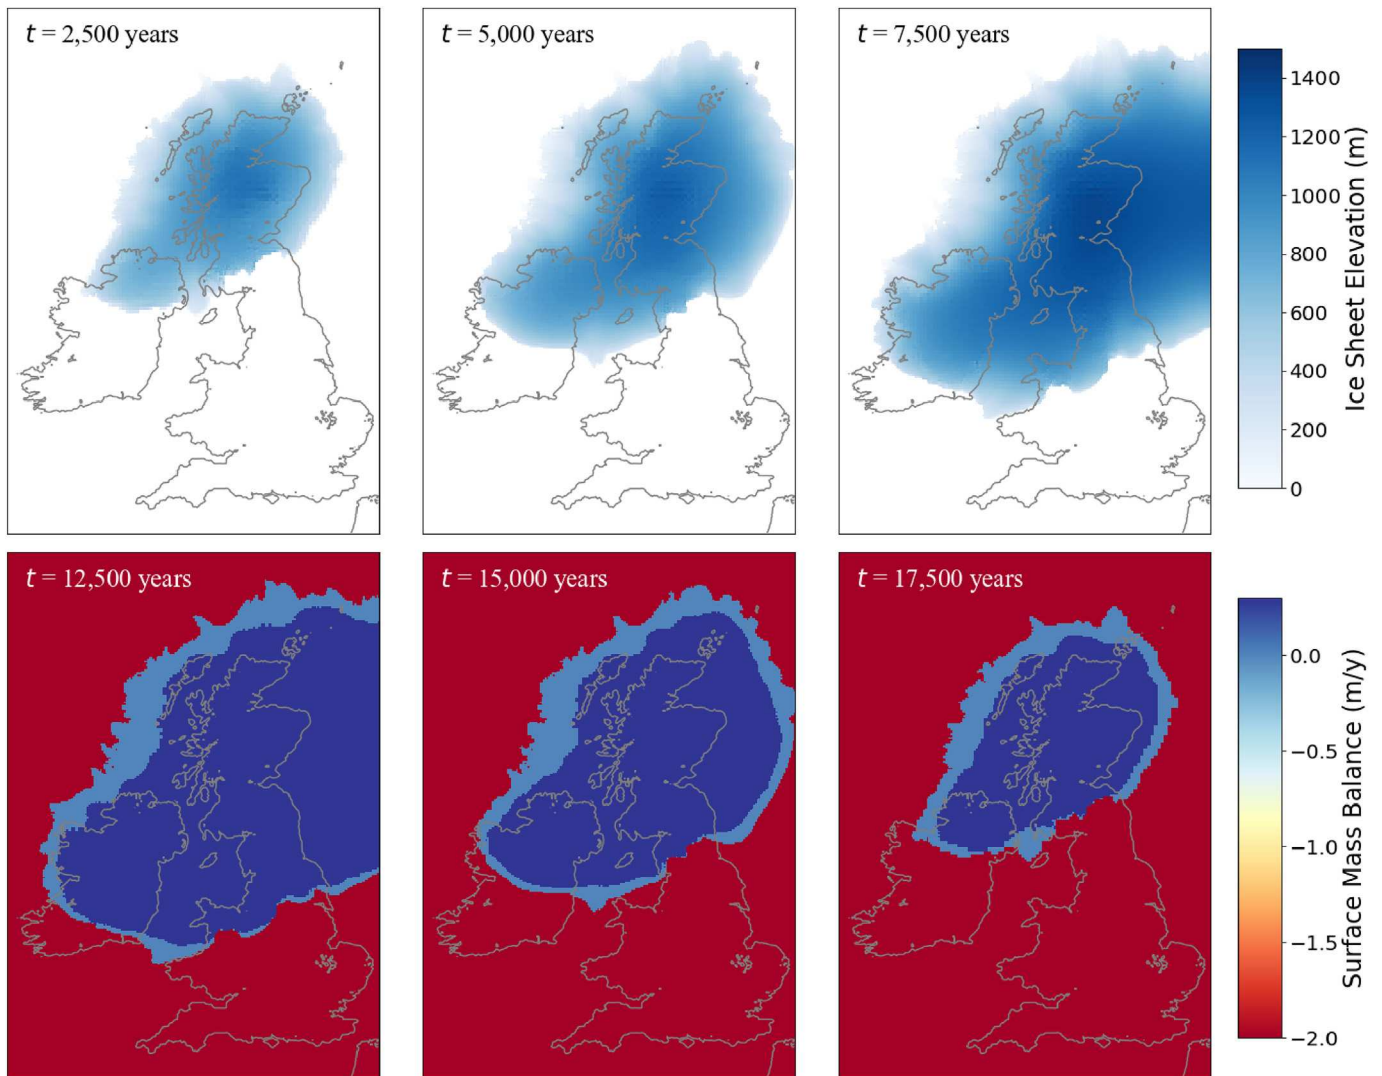 t = 2,500 years
t = 5,000 years
t = 7,500 years
1400
1200
1000
800
600
400
200
0
Ice Sheet Elevation (m)
t = 12,500 years
t = 15,000 years
t = 17,500 years
0.0
−0.5
−1.0
−1.5
−2.0
Surface Mass Balance (m/y)